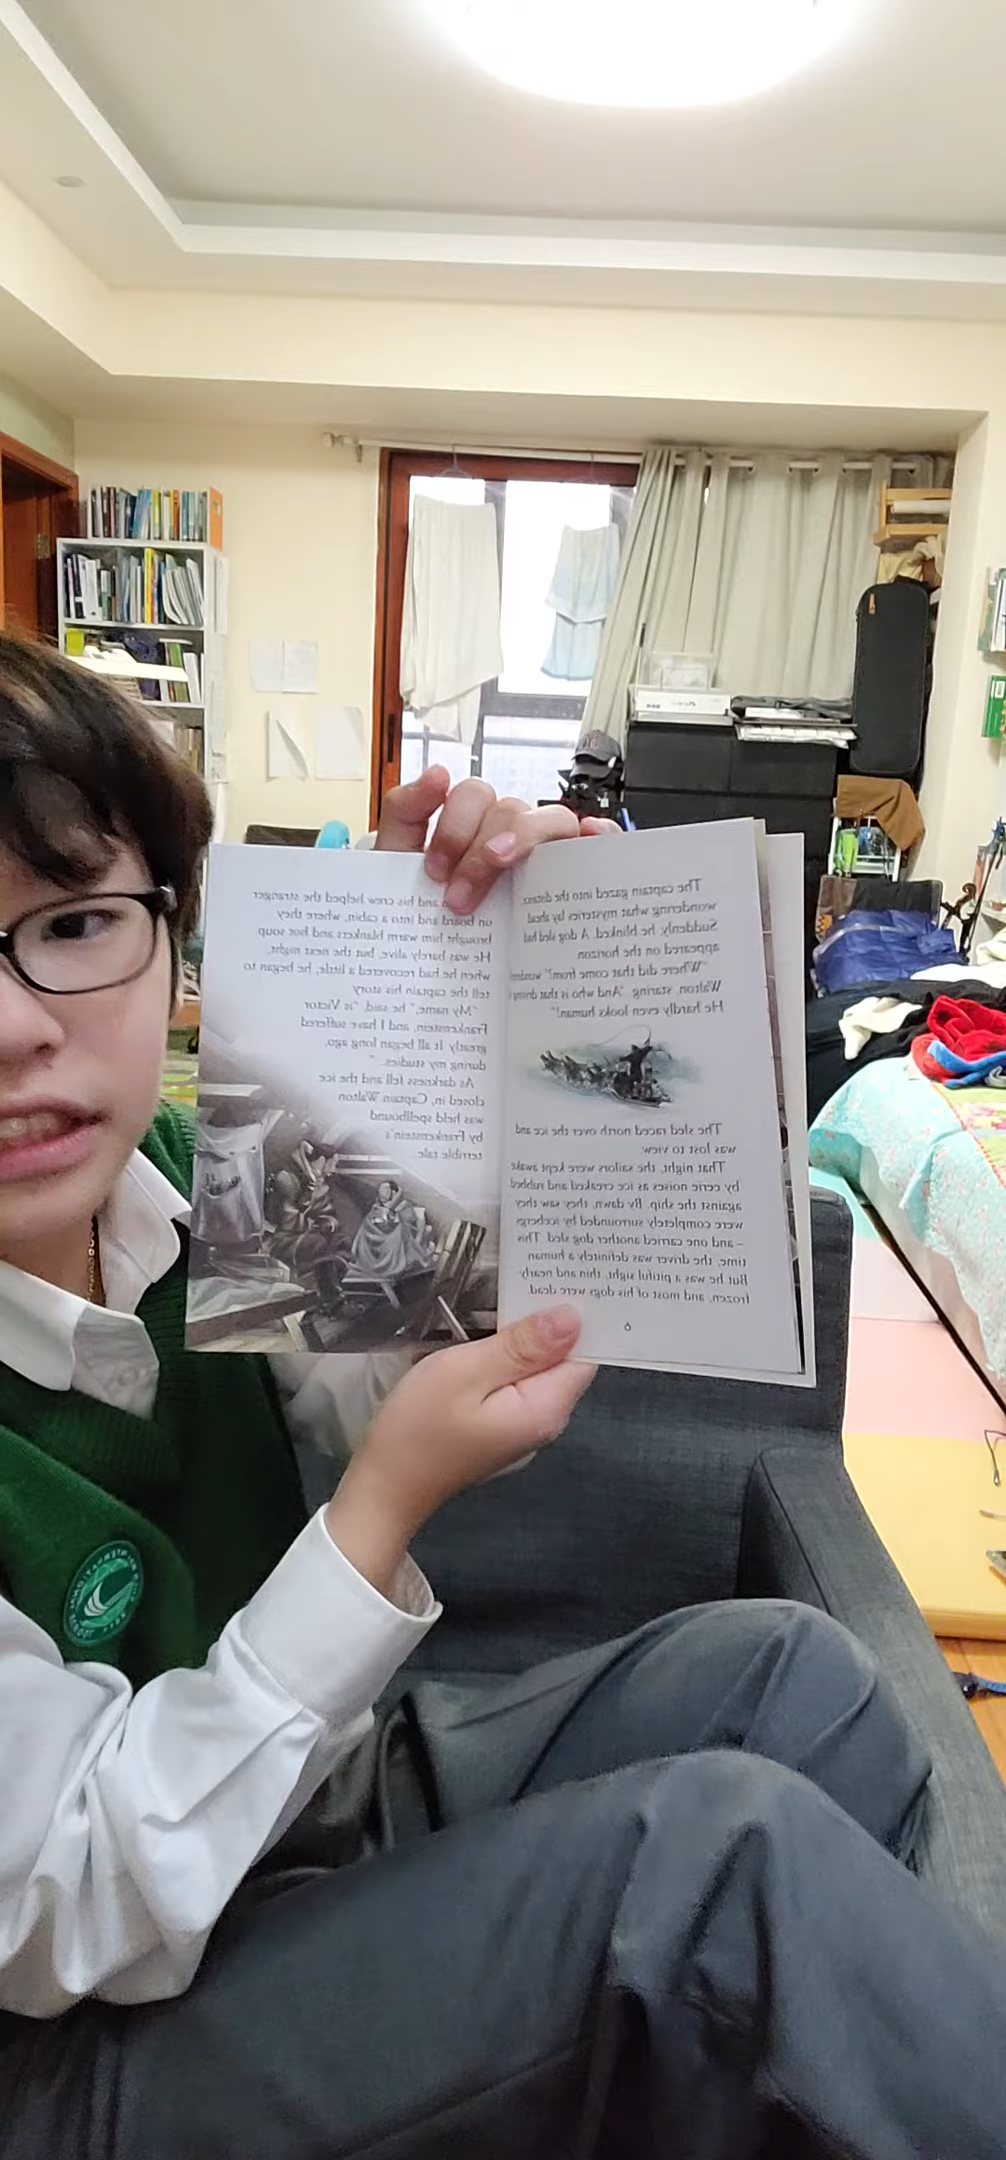 The captain gazed into the distance,
wondering what mysteries lay ahead.
Suddenly, he blinked. A dog sled had
appeared on the horizon.
"Where did that come from?" wondered
Walton, staring. "And who is that driving?
He hardly even looks human!"
The sled raced north over the ice and
was lost to view.
That night, the sailors were kept awake
by eerie noises as ice creaked and rubbed
against the ship. By dawn, they saw they
were completely surrounded by icebergs
– and one carried another dog sled. This
time, the driver was definitely a human.
But he was a pitiful sight, thin and nearly
frozen, and most of his dogs were dead.
6
and his crew helped the stranger
on board and into a cabin, where they
brought him warm blankets and hot soup.
He was barely alive, but the next night,
when he had recovered a little, he began to
tell the captain his story.
"My name," he said, "is Victor
Frankenstein, and I have suffered
greatly. It all began long ago,
during my studies..."
As darkness fell and the ice
closed in, Captain Walton
was held spellbound
by Frankenstein's
terrible tale.